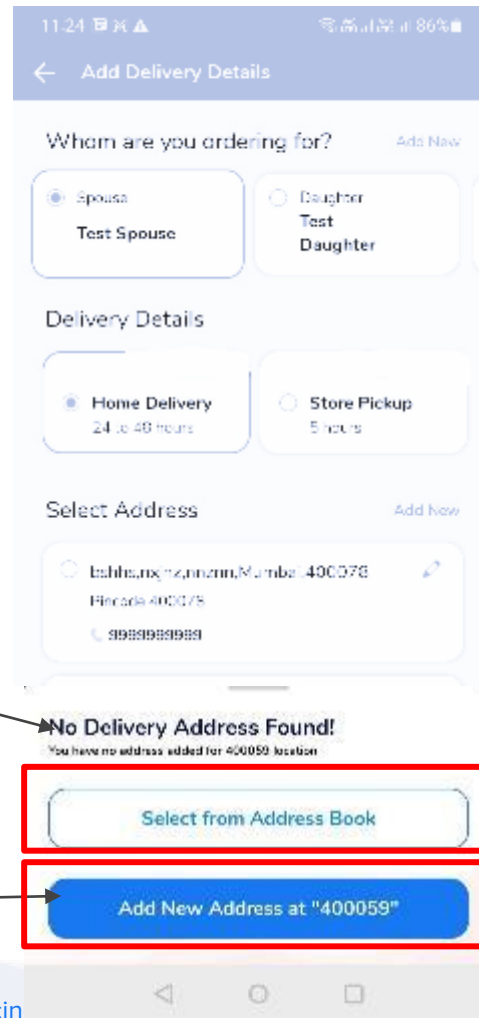 11:24 86%
Add Delivery Details
Whom are you ordering for? Add New
Spouse
Test Spouse
Daughter
Test
Daughter
Delivery Details
Home Delivery
24 to 48 hours
Store Pickup
5 hours
Select Address Add New
400078
Pincode 400078
9999999999
No Delivery Address Found!
You have no address added for 400059 location
Select from Address Book
Add New Address at "400059"